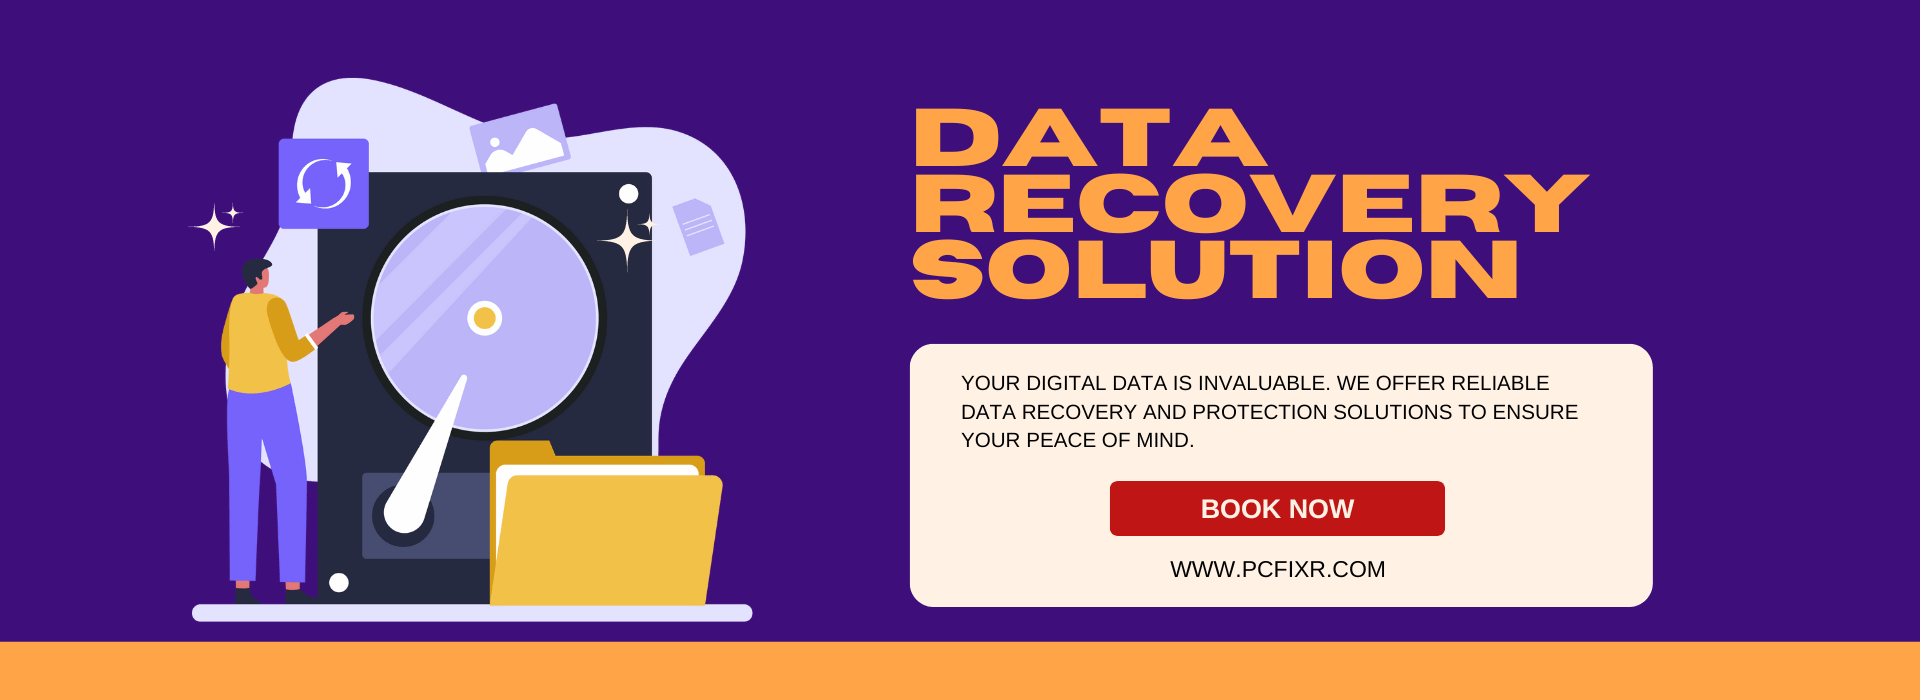 DATA
RECOVERY
SOLUTION
YOUR DIGITAL DATA IS INVALUABLE. WE OFFER RELIABLE
DATA RECOVERY AND PROTECTION SOLUTIONS TO ENSURE
YOUR PEACE OF MIND.
BOOK NOW
WWW.PCFIXR.COM